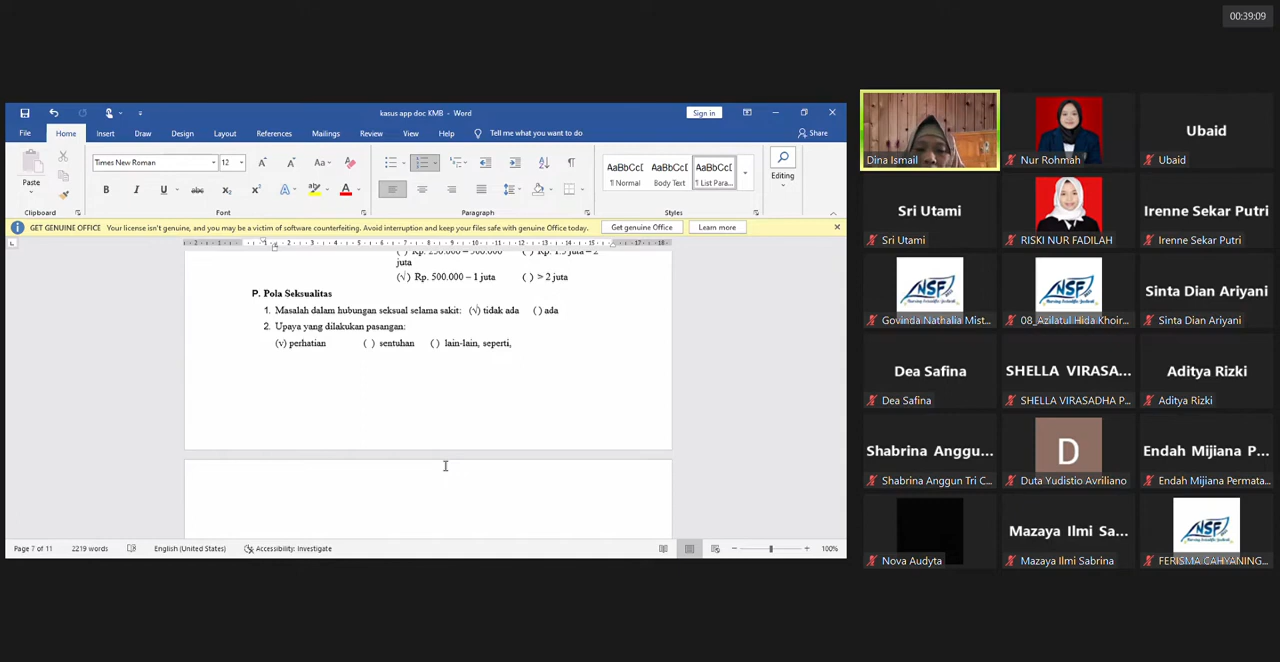 00:39:09
kasus app doc KMB - Word
Sign in
File Home Insert Draw Design Layout References Mailings Review View Help Tell me what you want to do Share
Paste
Times New Roman 12
AaBbCc[ AaBbCc[ AaBbCc[
¶ Normal Body Text ¶ List Para...
Editing
Clipboard Font Paragraph Styles
GET GENUINE OFFICE Your license isn't genuine, and you may be a victim of software counterfeiting. Avoid interruption and keep your files safe with genuine Office today. Get genuine Office Learn more
juta
(√) Rp. 500.000 – 1 juta ( ) > 2 juta
P. Pola Seksualitas
1. Masalah dalam hubungan seksual selama sakit: (√) tidak ada ( ) ada
2. Upaya yang dilakukan pasangan:
(v) perhatian ( ) sentuhan ( ) lain-lain, seperti,
Page 7 of 11 2219 words English (United States) Accessibility: Investigate 100%
Dina Ismail
Nur Rohmah
Ubaid
Ubaid
Sri Utami
Sri Utami
RISKI NUR FADILAH
Irenne Sekar Putri
Irenne Sekar Putri
NSF
Govinda Nathalia Mist...
NSF
08_Azilatul Hida Khoir...
Sinta Dian Ariyani
Sinta Dian Ariyani
Dea Safina
Dea Safina
SHELLA VIRASA...
SHELLA VIRASADHA P...
Aditya Rizki
Aditya Rizki
Shabrina Anggu...
Shabrina Anggun Tri C...
D
Duta Yudistio Avriliano
Endah Mijiana P...
Endah Mijiana Permata...
Nova Audyta
Mazaya Ilmi Sa...
Mazaya Ilmi Sabrina
NSF
FERISMA CAHYANING...